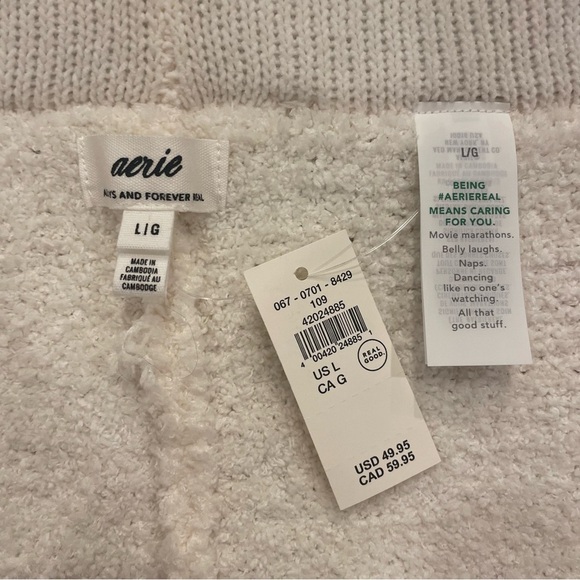 aerie
AYS AND FOREVER REAL
L|G
MADE IN
CAMBODIA
FABRIQUÉ AU
CAMBODGE
067 - 0701 - 8429
109
42024885
4 00420 24885 1
US L
CA G
REAL
GOOD.
USD 49.95
CAD 59.95
L/G
BEING
#AERIEREAL
MEANS CARING
FOR YOU.
Movie marathons.
Belly laughs.
Naps.
Dancing
like no one's
watching.
All that
good stuff.